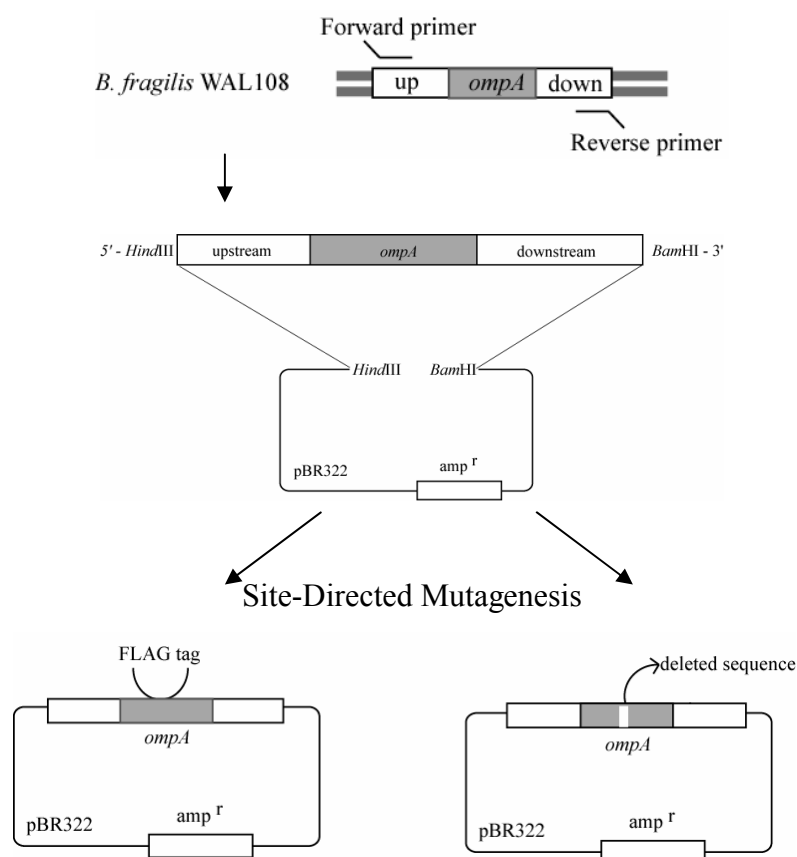 Forward primer
B. fragilis WAL108
up ompA down
Reverse primer
5' - HindIII upstream ompA downstream BamHI - 3'
HindIII BamHI
pBR322 amp r
Site-Directed Mutagenesis
FLAG tag
ompA
pBR322 amp r
deleted sequence
ompA
pBR322 amp r